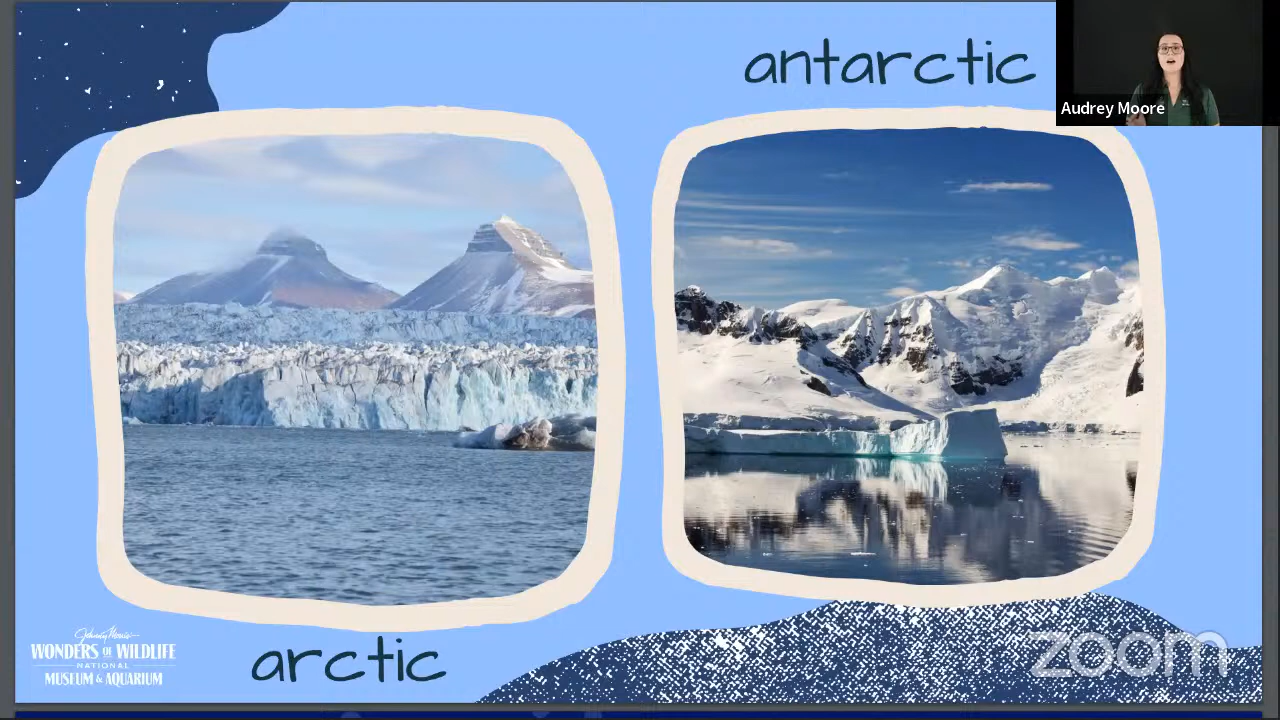 antarctic
Audrey Moore
arctic
Johnny Morris
WONDERS OF WILDLIFE
NATIONAL
MUSEUM & AQUARIUM
zoom